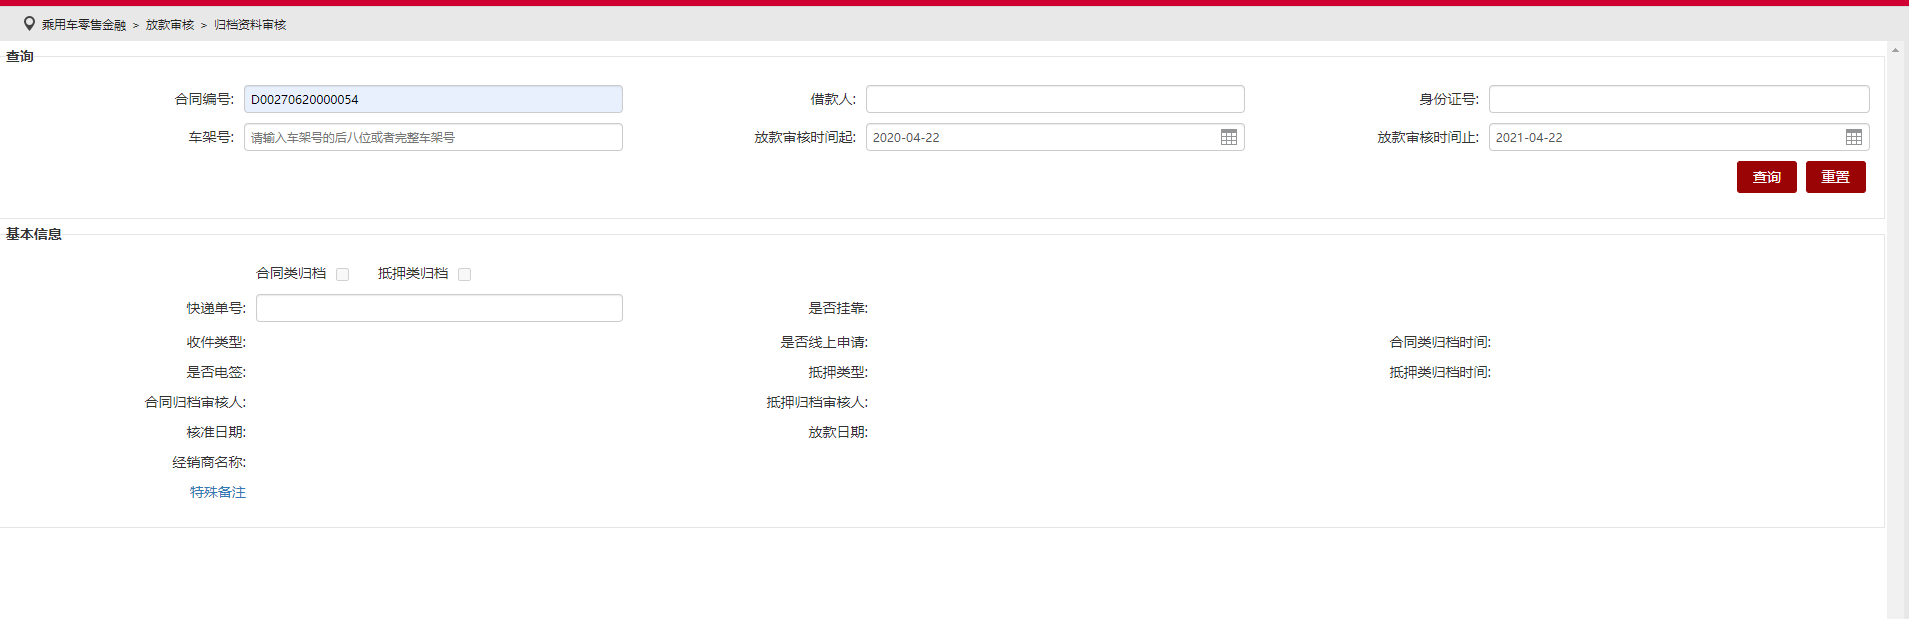 乘用车零售金融 > 放款审核 > 归档资料审核
查询
合同编号: D00270620000054 借款人: 身份证号:
车架号: 请输入车架号的后八位或者完整车架号 放款审核时间起: 2020-04-22 放款审核时间止: 2021-04-22
查询 重置
基本信息
合同类归档 抵押类归档
快递单号: 是否挂靠:
收件类型: 是否线上申请: 合同类归档时间:
是否电签: 抵押类型: 抵押类归档时间:
合同归档审核人: 抵押归档审核人:
核准日期: 放款日期:
经销商名称:
特殊备注